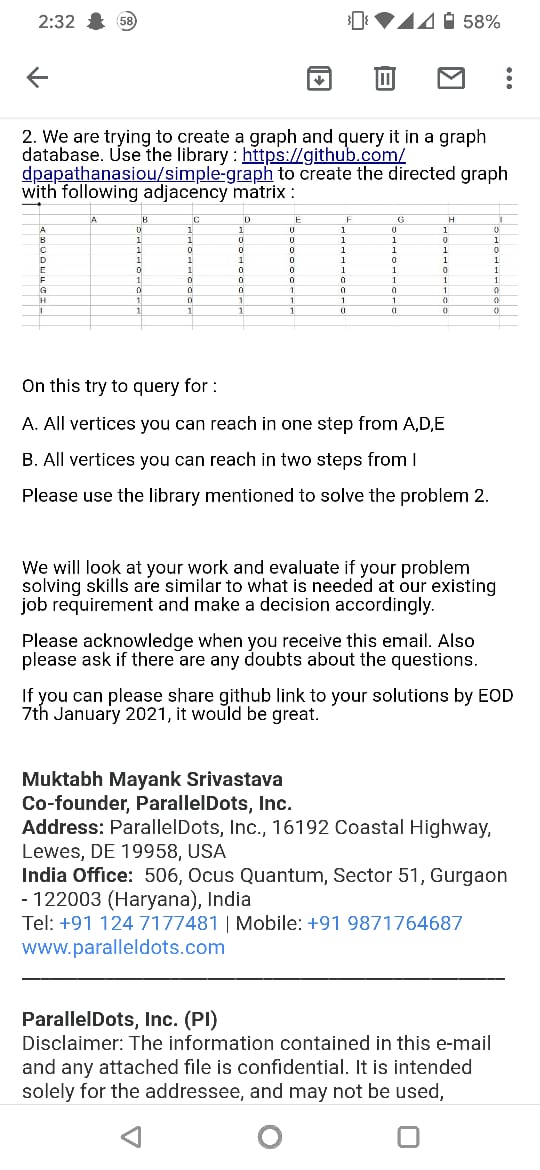 2:32 58 58%
2. We are trying to create a graph and query it in a graph
database. Use the library : https://github.com/
dpapathanasiou/simple-graph to create the directed graph
with following adjacency matrix :
A B C D E F G H I
A 0 1 1 0 1 0 1 0
B 1 1 0 0 1 1 0 1
C 1 0 0 0 1 1 1 0
D 1 1 0 0 1 0 1 1
E 0 1 0 0 1 1 0 1
F 1 0 0 0 0 1 1 1
G 0 0 0 1 0 0 1 0
H 1 0 1 1 1 1 0 0
I 1 1 1 1 0 0 0 0
On this try to query for :
A. All vertices you can reach in one step from A,D,E
B. All vertices you can reach in two steps from I
Please use the library mentioned to solve the problem 2.
We will look at your work and evaluate if your problem
solving skills are similar to what is needed at our existing
job requirement and make a decision accordingly.
Please acknowledge when you receive this email. Also
please ask if there are any doubts about the questions.
If you can please share github link to your solutions by EOD
7th January 2021, it would be great.
Muktabh Mayank Srivastava
Co-founder, ParallelDots, Inc.
Address: ParallelDots, Inc., 16192 Coastal Highway,
Lewes, DE 19958, USA
India Office: 506, Ocus Quantum, Sector 51, Gurgaon
- 122003 (Haryana), India
Tel: +91 124 7177481 | Mobile: +91 9871764687
www.paralleldots.com
ParallelDots, Inc. (PI)
Disclaimer: The information contained in this e-mail
and any attached file is confidential. It is intended
solely for the addressee, and may not be used,